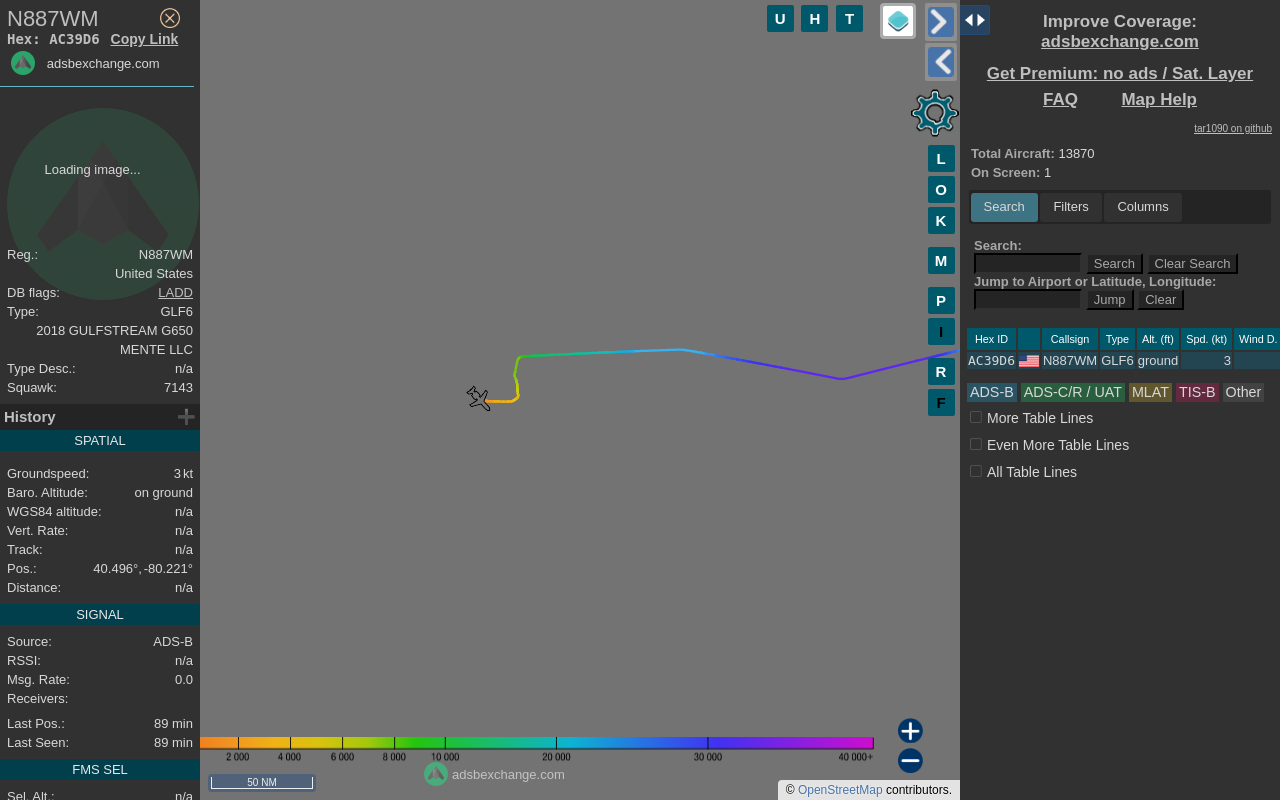 N887WM
Hex: AC39D6 Copy Link
adsbexchange.com
Loading image...
Reg.: N887WM
United States
DB flags: LADD
Type: GLF6
2018 GULFSTREAM G650
MENTE LLC
Type Desc.: n/a
Squawk: 7143
History
SPATIAL
Groundspeed: 3 kt
Baro. Altitude: on ground
WGS84 altitude: n/a
Vert. Rate: n/a
Track: n/a
Pos.: 40.496°, -80.221°
Distance: n/a
SIGNAL
Source: ADS-B
RSSI: n/a
Msg. Rate: 0.0
Receivers:
Last Pos.: 89 min
Last Seen: 89 min
FMS SEL
Sel. Alt.: n/a
U H T
L
O
K
M
P
I
R
F
2 000 4 000 6 000 8 000 10 000 20 000 30 000 40 000+
adsbexchange.com
50 NM
© OpenStreetMap contributors.
Improve Coverage:
adsbexchange.com
Get Premium: no ads / Sat. Layer
FAQ Map Help
tar1090 on github
Total Aircraft: 13870
On Screen: 1
Search Filters Columns
Search:
Search Clear Search
Jump to Airport or Latitude, Longitude:
Jump Clear
Hex ID Callsign Type Alt. (ft) Spd. (kt) Wind D.
AC39D6 N887WM GLF6 ground 3
ADS-B ADS-C/R / UAT MLAT TIS-B Other
More Table Lines
Even More Table Lines
All Table Lines